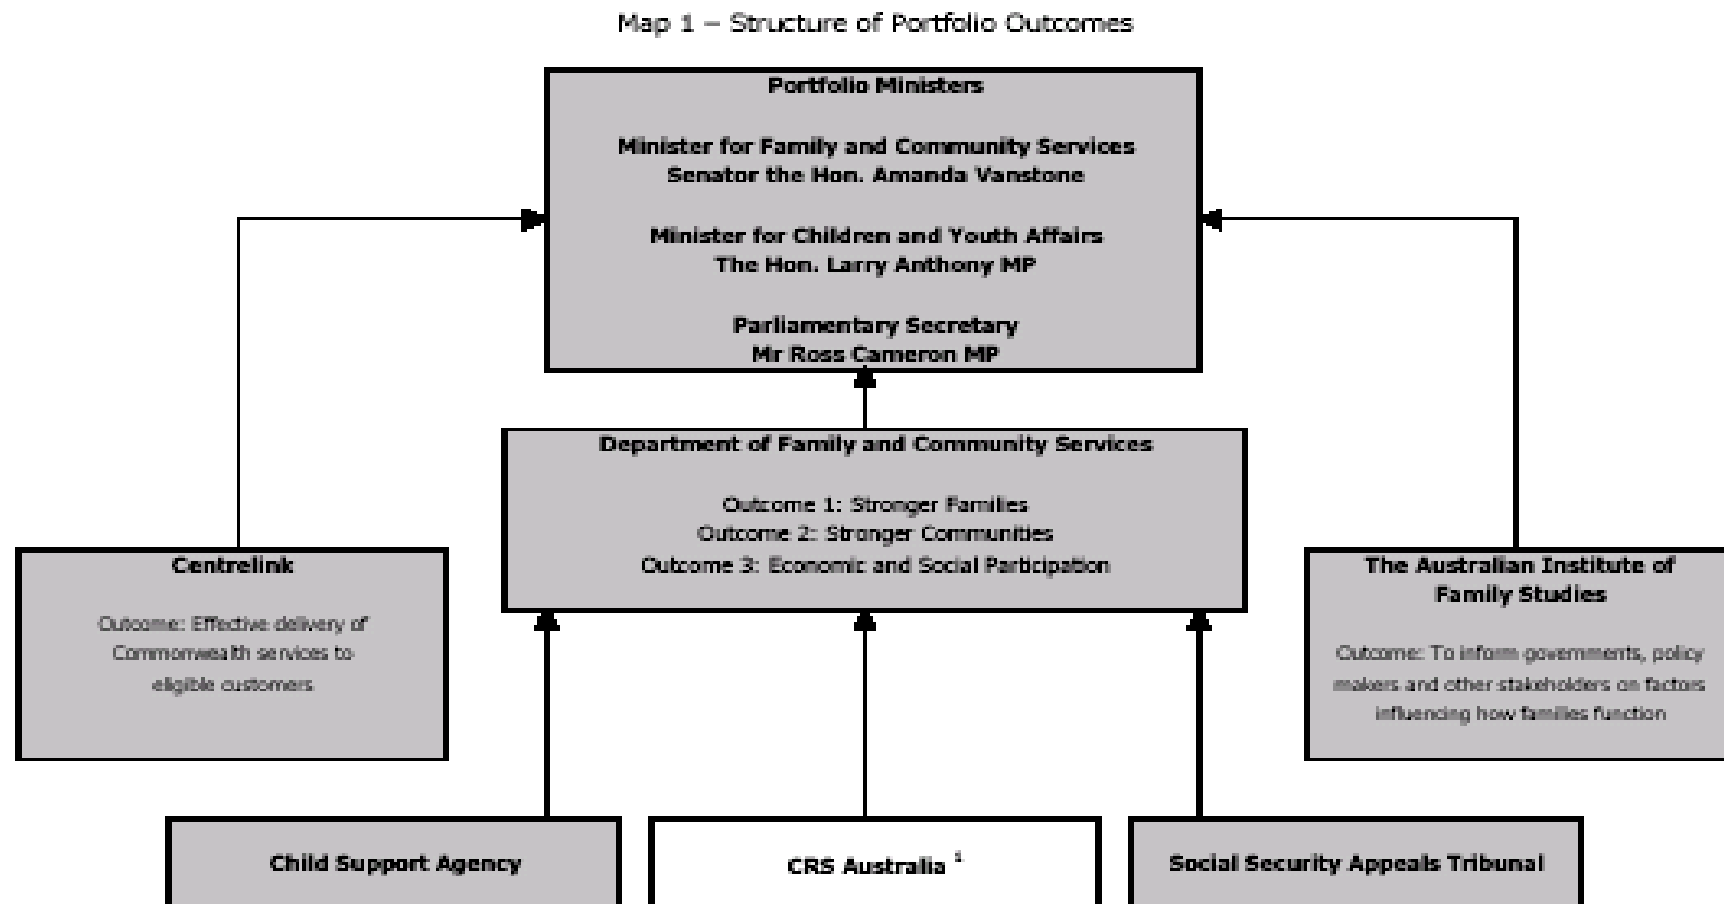 Map 1 – Structure of Portfolio Outcomes
Portfolio Ministers
Minister for Family and Community Services
Senator the Hon. Amanda Vanstone
Minister for Children and Youth Affairs
The Hon. Larry Anthony MP
Parliamentary Secretary
Mr Ross Cameron MP
Department of Family and Community Services
Outcome 1: Stronger Families
Outcome 2: Stronger Communities
Outcome 3: Economic and Social Participation
Centrelink
Outcome: Effective delivery of
Commonwealth services to
eligible customers
The Australian Institute of
Family Studies
Outcome: To inform governments, policy
makers and other stakeholders on factors
influencing how families function
Child Support Agency
CRS Australia ¹
Social Security Appeals Tribunal